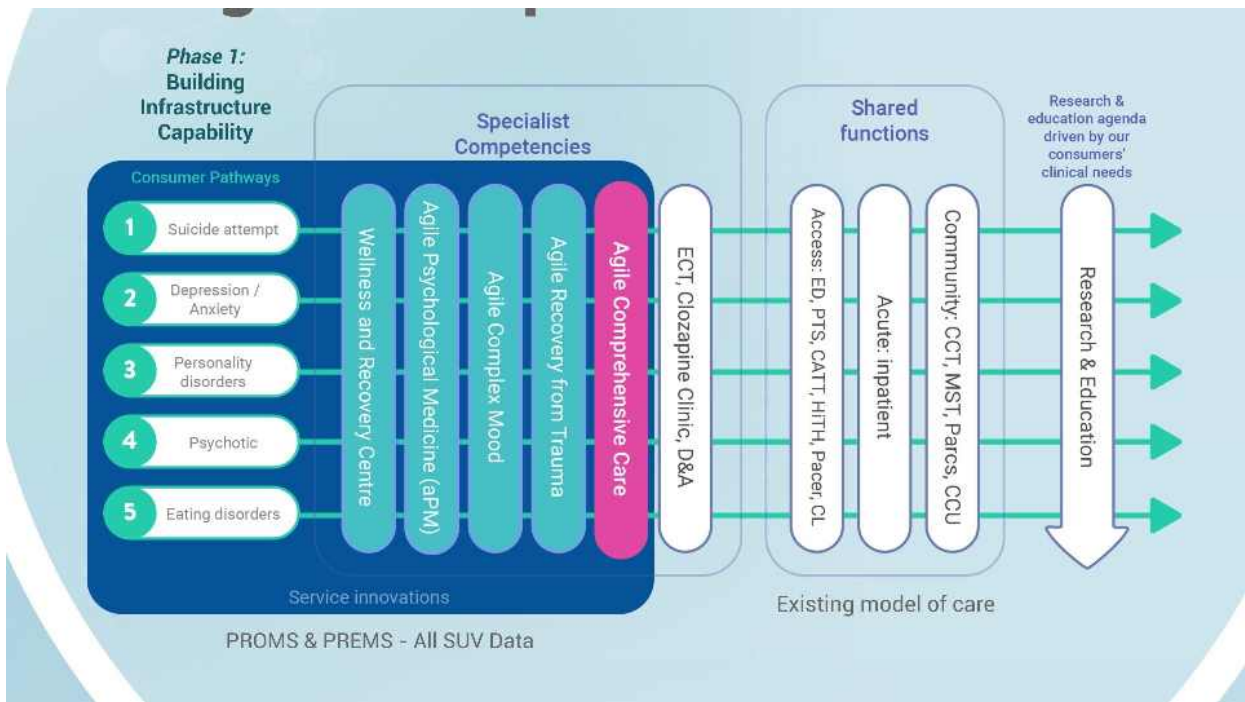 Phase 1:
Building
Infrastructure
Capability
Specialist
Competencies
Shared
functions
Research &
education agenda
driven by our
consumers'
clinical needs
Consumer Pathways
1 Suicide attempt
2 Depression /
Anxiety
3 Personality
disorders
4 Psychotic
5 Eating disorders
Wellness and Recovery Centre
Agile Psychological Medicine (aPM)
Agile Complex Mood
Agile Recovery from Trauma
Agile Comprehensive Care
ECT, Clozapine Clinic, D&A
Access: ED, PTS, CATT, HiTH, Pacer, CL
Acute: inpatient
Community: CCT, MST, Parcs, CCU
Research & Education
Service innovations
Existing model of care
PROMS & PREMS - All SUV Data